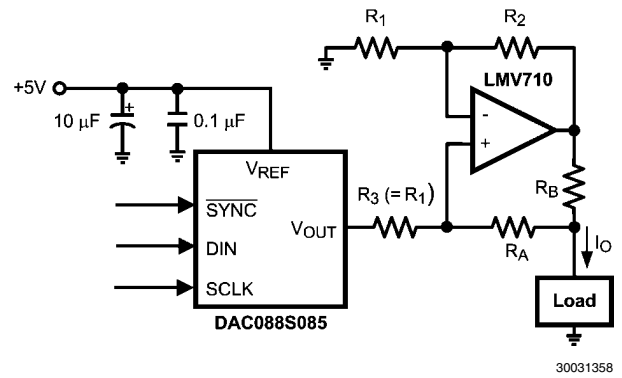 R1
R2
LMV710
+5V
+
10 µF
0.1 µF
-
+
VREF
R3 (= R1)
RB
SYNC
VOUT
RA
IO
DIN
SCLK
Load
DAC088S085
30031358